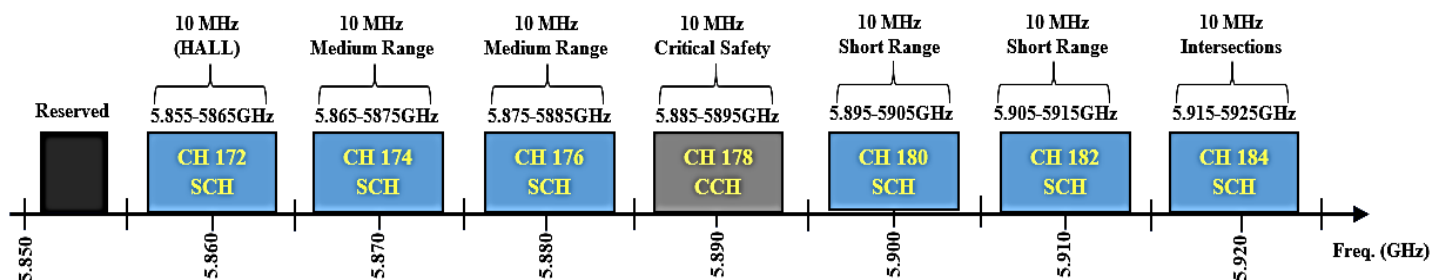 Reserved
10 MHz
(HALL)
5.855-5865GHz
CH 172
SCH
10 MHz
Medium Range
5.865-5875GHz
CH 174
SCH
10 MHz
Medium Range
5.875-5885GHz
CH 176
SCH
10 MHz
Critical Safety
5.885-5895GHz
CH 178
CCH
10 MHz
Short Range
5.895-5905GHz
CH 180
SCH
10 MHz
Short Range
5.905-5915GHz
CH 182
SCH
10 MHz
Intersections
5.915-5925GHz
CH 184
SCH
5.850
5.860
5.870
5.880
5.890
5.900
5.910
5.920
Freq. (GHz)